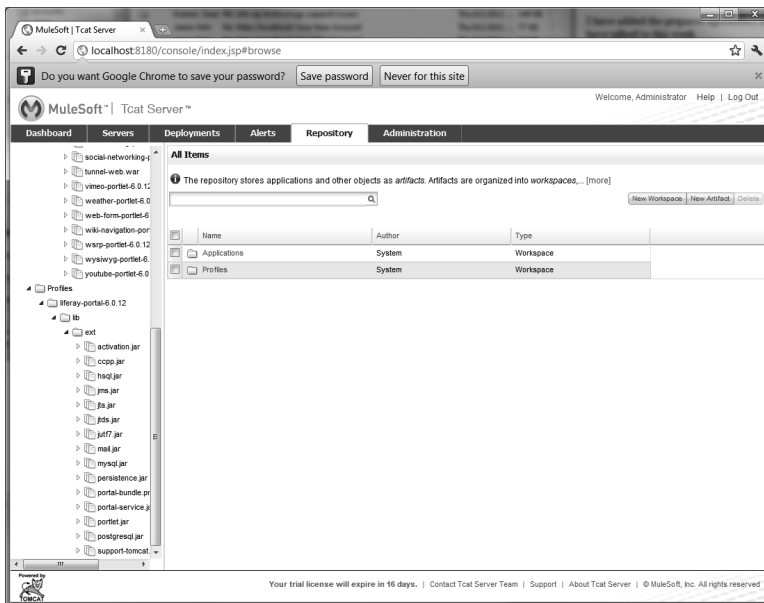 MuleSoft | Tcat Server
localhost:8180/console/index.jsp#browse
Do you want Google Chrome to save your password? Save password Never for this site
MuleSoft™ | Tcat Server™
Welcome, Administrator Help | Log Out
Dashboard Servers Deployments Alerts Repository Administration
social-networking-p
tunnel-web.war
vimeo-portlet-6.0.12
weather-portlet-6.0
web-form-portlet-6
wiki-navigation-por
wsrp-portlet-6.0.12
wysiwyg-portlet-6.
youtube-portlet-6.0
Profiles
liferay-portal-6.0.12
lib
ext
activation.jar
ccpp.jar
hsql.jar
jms.jar
jta.jar
jtds.jar
jutf7.jar
mail.jar
mysql.jar
persistence.jar
portal-bundle.pr
portal-service.ja
portlet.jar
postgresql.jar
support-tomcat.
All Items
The repository stores applications and other objects as artifacts. Artifacts are organized into workspaces,... [more]
New Workspace New Artifact Delete
Name Author Type
Applications System Workspace
Profiles System Workspace
Powered by
TOMCAT
Your trial license will expire in 16 days. | Contact Tcat Server Team | Support | About Tcat Server | © MuleSoft, Inc. All rights reserved